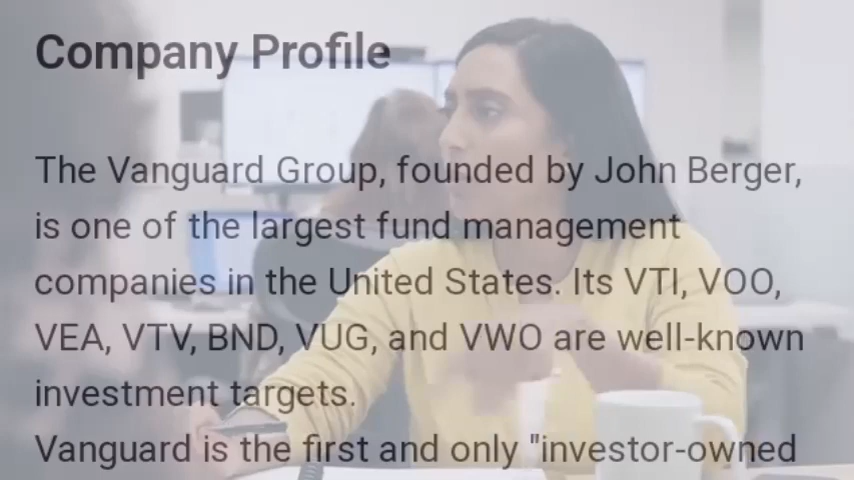 Company Profile
The Vanguard Group, founded by John Berger,
is one of the largest fund management
companies in the United States. Its VTI, VOO,
VEA, VTV, BND, VUG, and VWO are well-known
investment targets.
Vanguard is the first and only "investor-owned